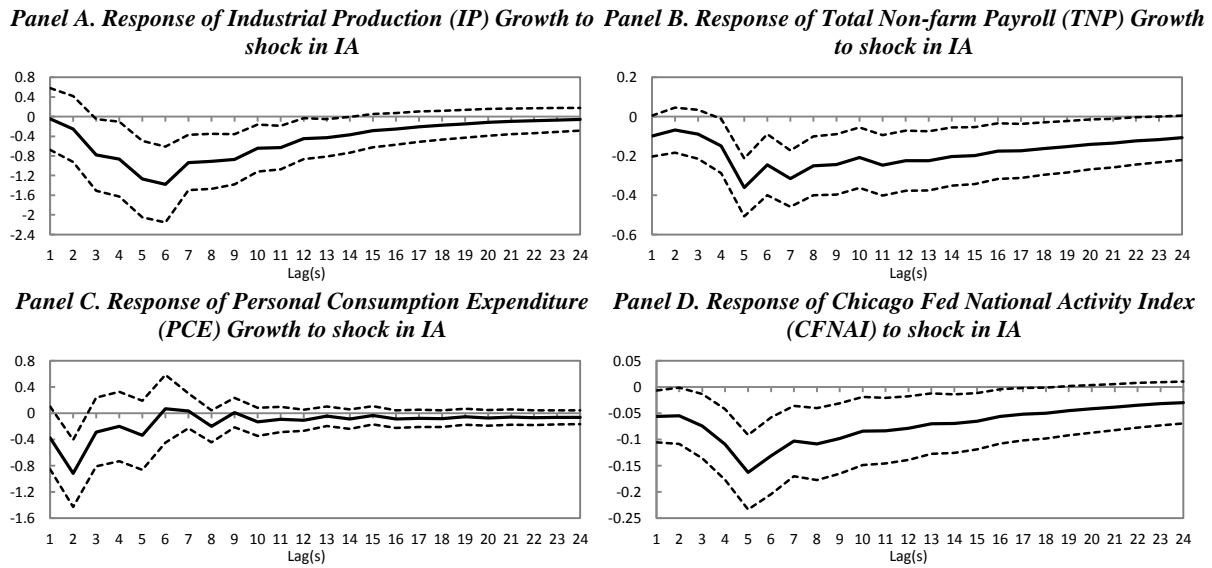 Panel A. Response of Industrial Production (IP) Growth to
shock in IA
0.8
0.4
0
-0.4
-0.8
-1.2
-1.6
-2
-2.4
1 2 3 4 5 6 7 8 9 10 11 12 13 14 15 16 17 18 19 20 21 22 23 24
Lag(s)
Panel B. Response of Total Non-farm Payroll (TNP) Growth
to shock in IA
0.2
0
-0.2
-0.4
-0.6
1 2 3 4 5 6 7 8 9 10 11 12 13 14 15 16 17 18 19 20 21 22 23 24
Lag(s)
Panel C. Response of Personal Consumption Expenditure
(PCE) Growth to shock in IA
0.8
0.4
0
-0.4
-0.8
-1.2
-1.6
1 2 3 4 5 6 7 8 9 10 11 12 13 14 15 16 17 18 19 20 21 22 23 24
Lag(s)
Panel D. Response of Chicago Fed National Activity Index
(CFNAI) to shock in IA
0.05
0
-0.05
-0.1
-0.15
-0.2
-0.25
1 2 3 4 5 6 7 8 9 10 11 12 13 14 15 16 17 18 19 20 21 22 23 24
Lag(s)